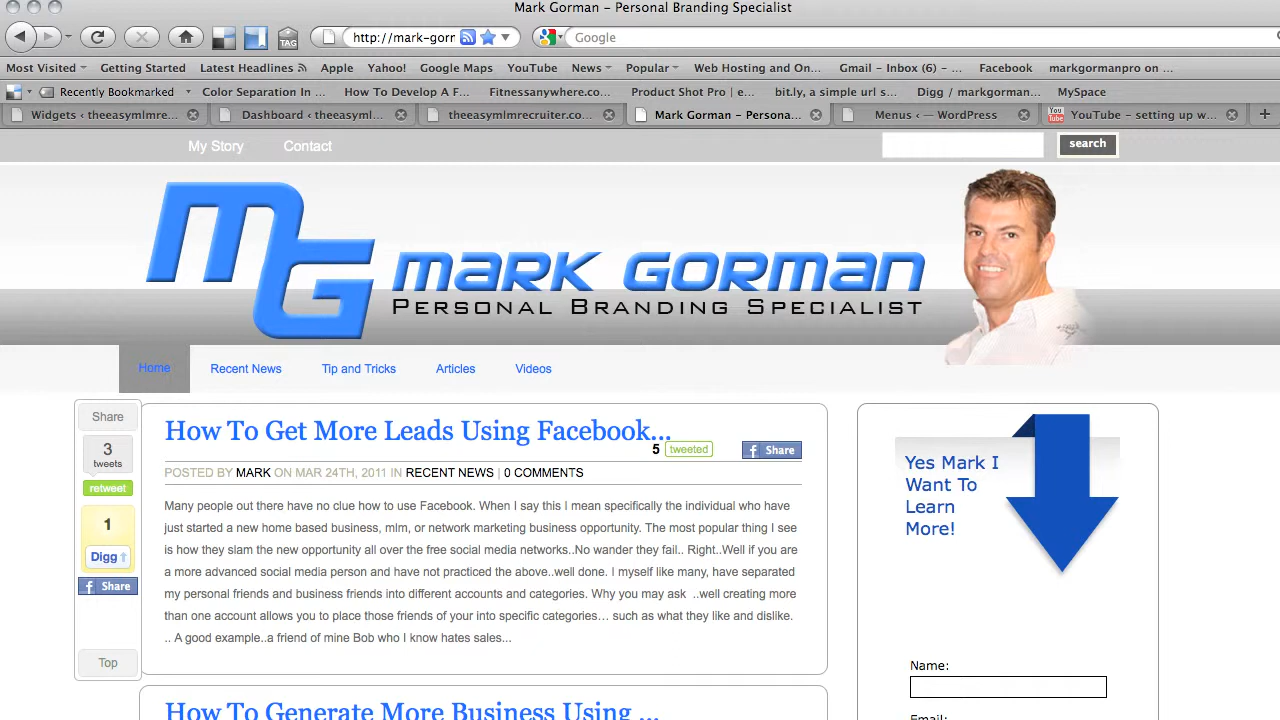 Mark Gorman – Personal Branding Specialist
http://mark-gorr
Google
TAG
Most Visited
Getting Started
Latest Headlines
Apple
Yahoo!
Google Maps
YouTube
News
Popular
Web Hosting and On...
Gmail – Inbox (6) – ...
Facebook
markgormanpro on ...
Recently Bookmarked
Color Separation In ...
How To Develop A F...
Fitnessanywhere.co...
Product Shot Pro | e...
bit.ly, a simple url s...
Digg / markgorman...
MySpace
Widgets ‹ theeasymlmre...
Dashboard ‹ theeasy...
theeasymlmrecruiter.co...
Mark Gorman – Persona...
Menus ‹ — WordPress
You Tube
YouTube – setting up w...
My Story
Contact
search
MG
Mark Gorman
Personal Branding Specialist
Home
Recent News
Tip and Tricks
Articles
Videos
Share
3
tweets
retweet
1
Digg
Share
Top
How To Get More Leads Using Facebook...
5 tweeted
Share
POSTED BY MARK ON MAR 24TH, 2011 IN RECENT NEWS | 0 COMMENTS
Many people out there have no clue how to use Facebook. When I say this I mean specifically the individual who have
just started a new home based business, mlm, or network marketing business opportunity. The most popular thing I see
is how they slam the new opportunity all over the free social media networks..No wander they fail.. Right..Well if you are
a more advanced social media person and have not practiced the above..well done. I myself like many, have separated
my personal friends and business friends into different accounts and categories. Why you may ask ..well creating more
than one account allows you to place those friends of your into specific categories... such as what they like and dislike.
.. A good example..a friend of mine Bob who I know hates sales...
How To Generate More Business Using ...
Yes Mark I
Want To
Learn
More!
Name:
Email: